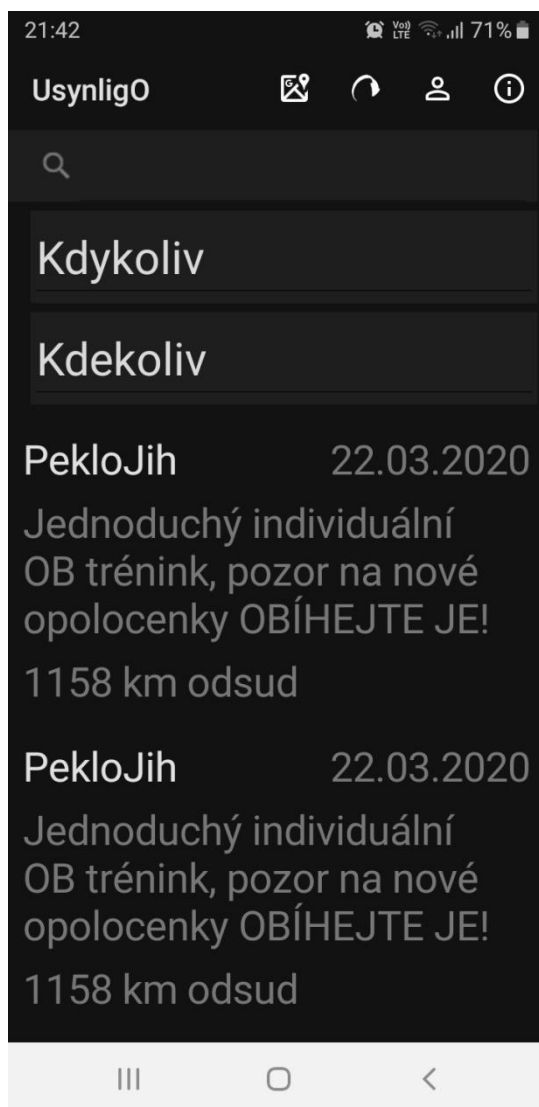 21:42 Vo)) LTE 71%
UsynligO
Kdykoliv
Kdekoliv
PekloJih 22.03.2020
Jednoduchý individuální
OB trénink, pozor na nové
opolocenky OBÍHEJTE JE!
1158 km odsud
PekloJih 22.03.2020
Jednoduchý individuální
OB trénink, pozor na nové
opolocenky OBÍHEJTE JE!
1158 km odsud